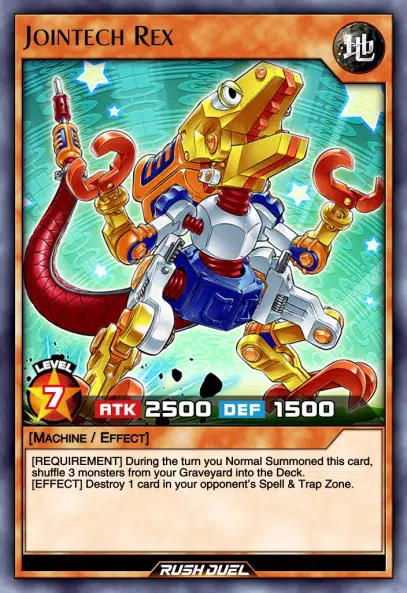 Jointech Rex
地
LEVEL
7
ATK 2500 DEF 1500
[Machine / Effect]
[REQUIREMENT] During the turn you Normal Summoned this card,
shuffle 3 monsters from your Graveyard into the Deck.
[EFFECT] Destroy 1 card in your opponent's Spell & Trap Zone.
RUSH DUEL